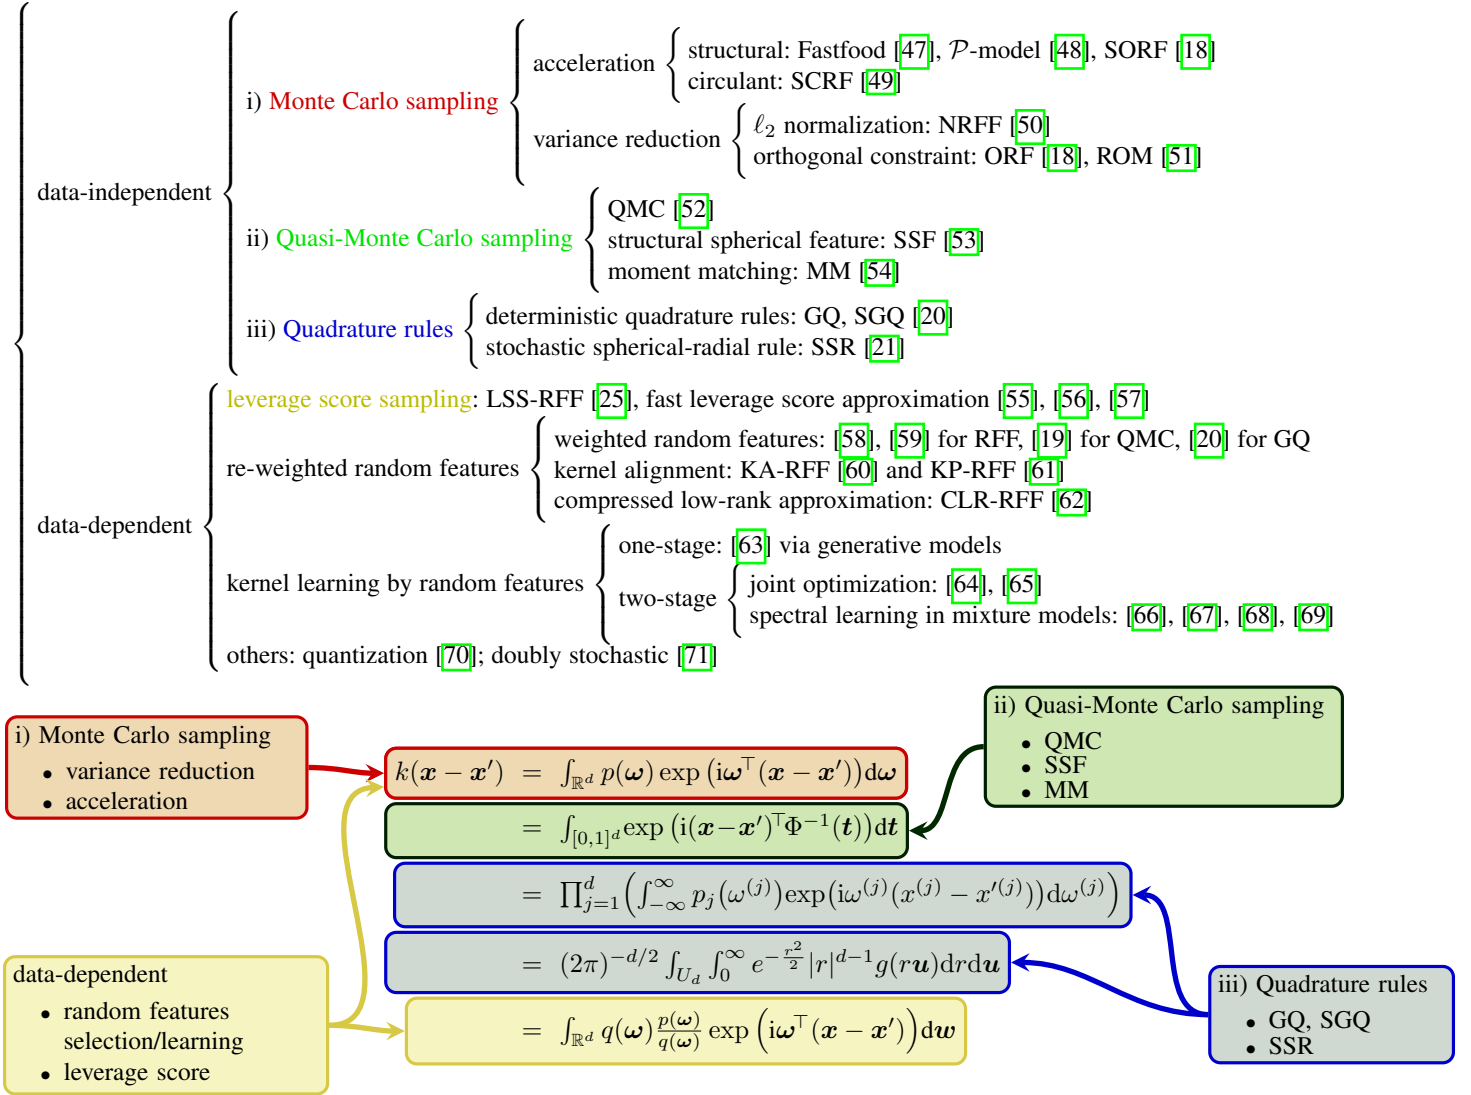 data-independent
i) Monte Carlo sampling
acceleration
structural: Fastfood [47], 𝒫-model [48], SORF [18]
circulant: SCRF [49]
variance reduction
ℓ₂ normalization: NRFF [50]
orthogonal constraint: ORF [18], ROM [51]
ii) Quasi-Monte Carlo sampling
QMC [52]
structural spherical feature: SSF [53]
moment matching: MM [54]
iii) Quadrature rules
deterministic quadrature rules: GQ, SGQ [20]
stochastic spherical-radial rule: SSR [21]
data-dependent
leverage score sampling: LSS-RFF [25], fast leverage score approximation [55], [56], [57]
re-weighted random features
weighted random features: [58], [59] for RFF, [19] for QMC, [20] for GQ
kernel alignment: KA-RFF [60] and KP-RFF [61]
compressed low-rank approximation: CLR-RFF [62]
kernel learning by random features
one-stage: [63] via generative models
two-stage
joint optimization: [64], [65]
spectral learning in mixture models: [66], [67], [68], [69]
others: quantization [70]; doubly stochastic [71]
i) Monte Carlo sampling
• variance reduction
• acceleration
ii) Quasi-Monte Carlo sampling
• QMC
• SSF
• MM
k(x − x′) = ∫_{ℝ^d} p(ω) exp (iω^⊤(x − x′))dω
= ∫_{[0,1]^d} exp (i(x−x′)^⊤Φ^{−1}(t))dt
= ∏_{j=1}^d (∫_{−∞}^∞ p_j(ω^{(j)})exp(iω^{(j)}(x^{(j)} − x′^{(j)}))dω^{(j)})
= (2π)^{−d/2} ∫_{U_d} ∫_0^∞ e^{−r²/2}|r|^{d−1}g(ru)drdu
= ∫_{ℝ^d} q(ω) p(ω)/q(ω) exp (iω^⊤(x − x′))dw
data-dependent
• random features
selection/learning
• leverage score
iii) Quadrature rules
• GQ, SGQ
• SSR